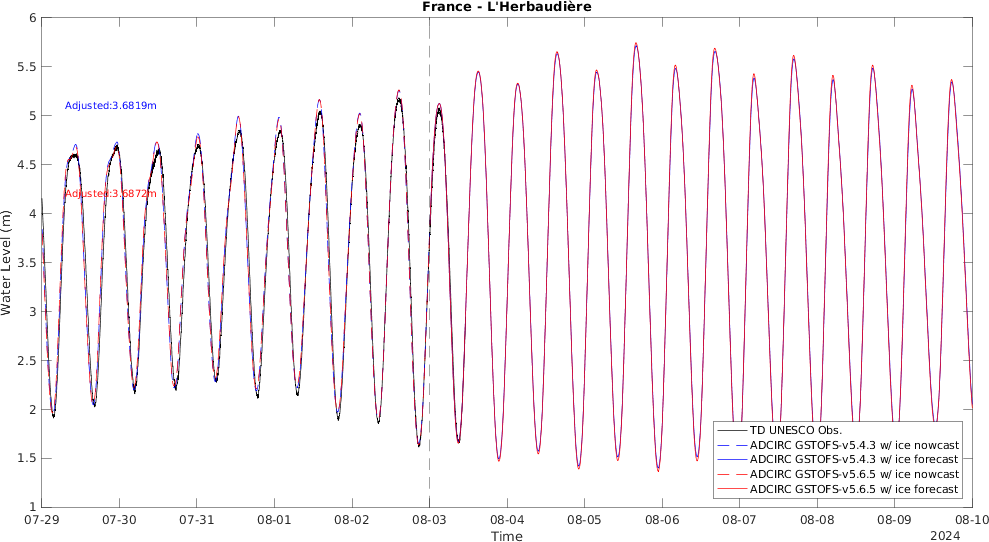 France - L'Herbaudière
6
5.5
5
4.5
4
3.5
3
2.5
2
1.5
1
Water Level (m)
Adjusted:3.6819m
Adjusted:3.6872m
TD UNESCO Obs.
ADCIRC GSTOFS-v5.4.3 w/ ice nowcast
ADCIRC GSTOFS-v5.4.3 w/ ice forecast
ADCIRC GSTOFS-v5.6.5 w/ ice nowcast
ADCIRC GSTOFS-v5.6.5 w/ ice forecast
07-29 07-30 07-31 08-01 08-02 08-03 08-04 08-05 08-06 08-07 08-08 08-09 08-10
Time
2024